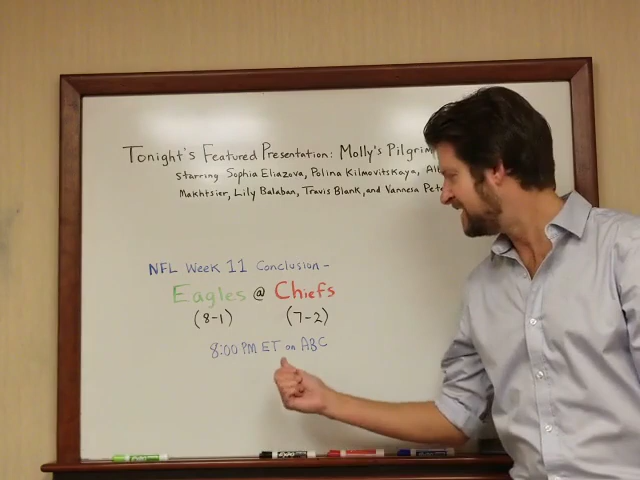 Tonight's Featured Presentation: Molly's Pilgrim
Starring Sophia Eliazova, Polina Kilmovitskaya,
Makhtsier, Lily Balaban, Travis Blank, and Vannesa
NFL Week 11 Conclusion -
Eagles @ Chiefs
(8-1) (7-2)
8:00 PM ET on ABC